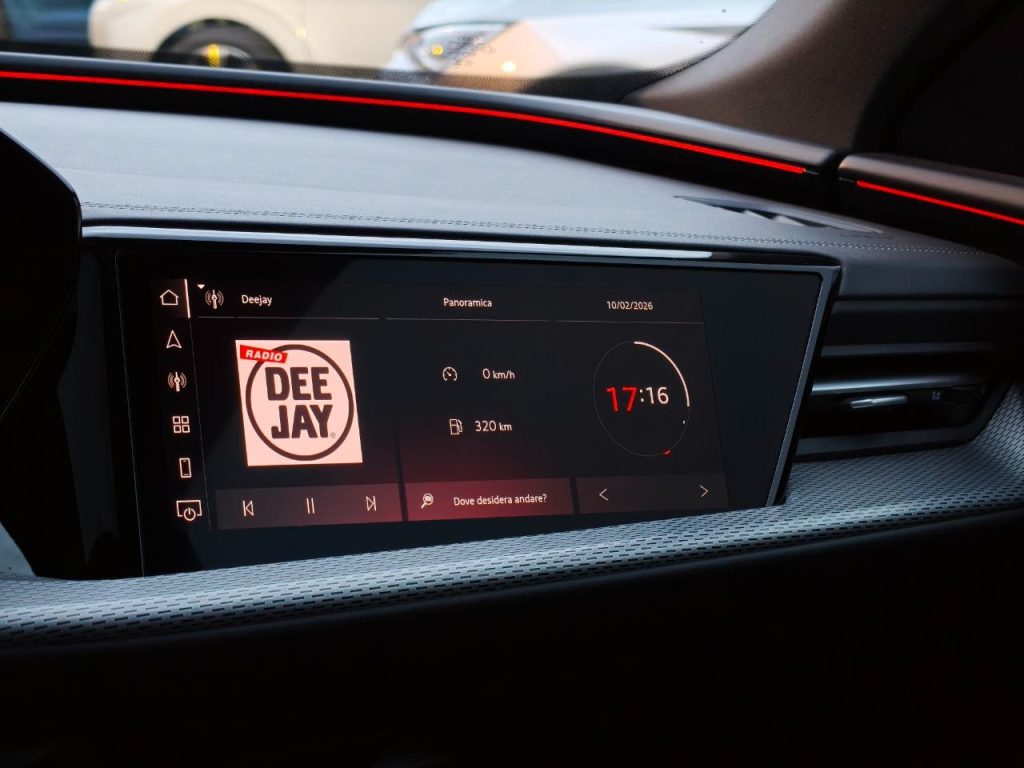 Deejay
Panoramica
10/02/2026
RADIO
DEE
JAY
®
0 km/h
17:16
320 km
Dove desidera andare?